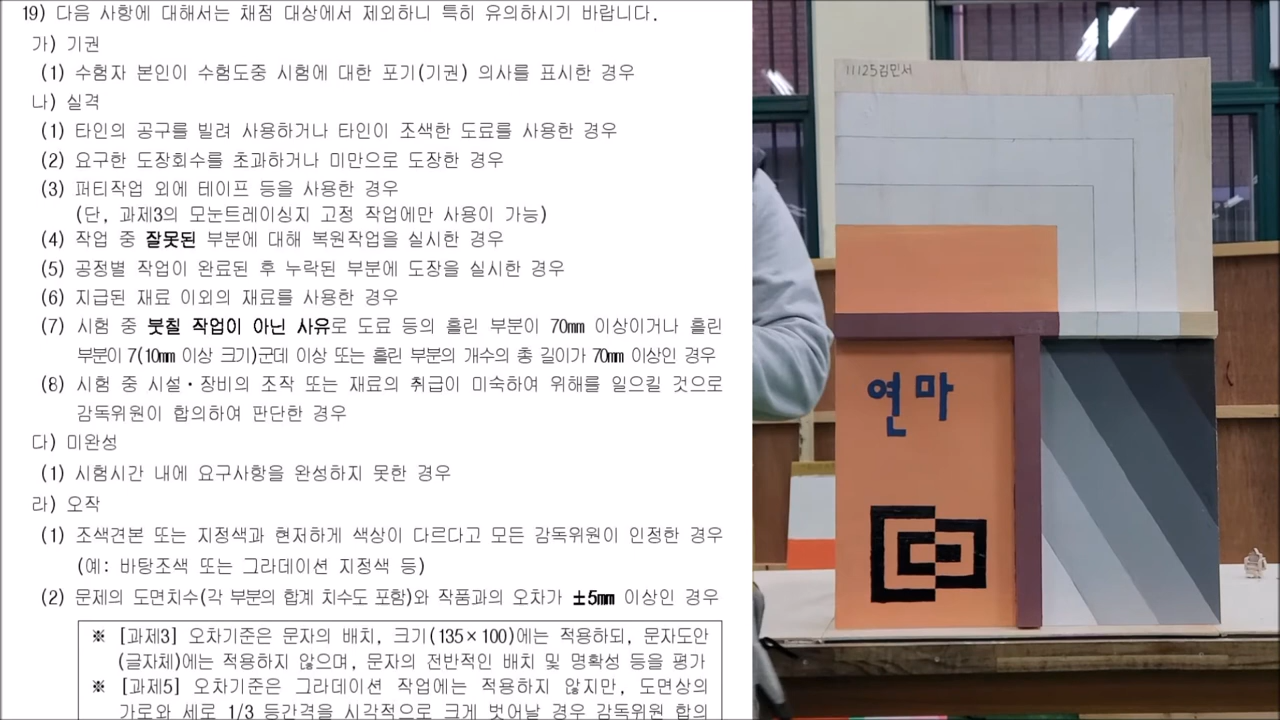 19) 다음 사항에 대해서는 채점 대상에서 제외하니 특히 유의하시기 바랍니다.
가) 기권
(1) 수험자 본인이 수험도중 시험에 대한 포기(기권) 의사를 표시한 경우
나) 실격
(1) 타인의 공구를 빌려 사용하거나 타인이 조색한 도료를 사용한 경우
(2) 요구한 도장회수를 초과하거나 미만으로 도장한 경우
(3) 퍼티작업 외에 테이프 등을 사용한 경우
(단, 과제3의 모눈트레이싱지 고정 작업에만 사용이 가능)
(4) 작업 중 잘못된 부분에 대해 복원작업을 실시한 경우
(5) 공정별 작업이 완료된 후 누락된 부분에 도장을 실시한 경우
(6) 지급된 재료 이외의 재료를 사용한 경우
(7) 시험 중 붓칠 작업이 아닌 사유로 도료 등의 흘린 부분이 70mm 이상이거나 흘린
부분이 7(10mm 이상 크기)군데 이상 또는 흘린 부분의 개수의 총 길이가 70mm 이상인 경우
(8) 시험 중 시설·장비의 조작 또는 재료의 취급이 미숙하여 위해를 일으킬 것으로
감독위원이 합의하여 판단한 경우
다) 미완성
(1) 시험시간 내에 요구사항을 완성하지 못한 경우
라) 오작
(1) 조색견본 또는 지정색과 현저하게 색상이 다르다고 모든 감독위원이 인정한 경우
(예: 바탕조색 또는 그라데이션 지정색 등)
(2) 문제의 도면치수(각 부분의 합계 치수도 포함)와 작품과의 오차가 ±5mm 이상인 경우
※ [과제3] 오차기준은 문자의 배치, 크기(135×100)에는 적용하되, 문자도안
(글자체)에는 적용하지 않으며, 문자의 전반적인 배치 및 명확성 등을 평가
※ [과제5] 오차기준은 그라데이션 작업에는 적용하지 않지만, 도면상의
가로와 세로 1/3 등간격을 시각적으로 크게 벗어날 경우 감독위원 합의
11125김민서
연마